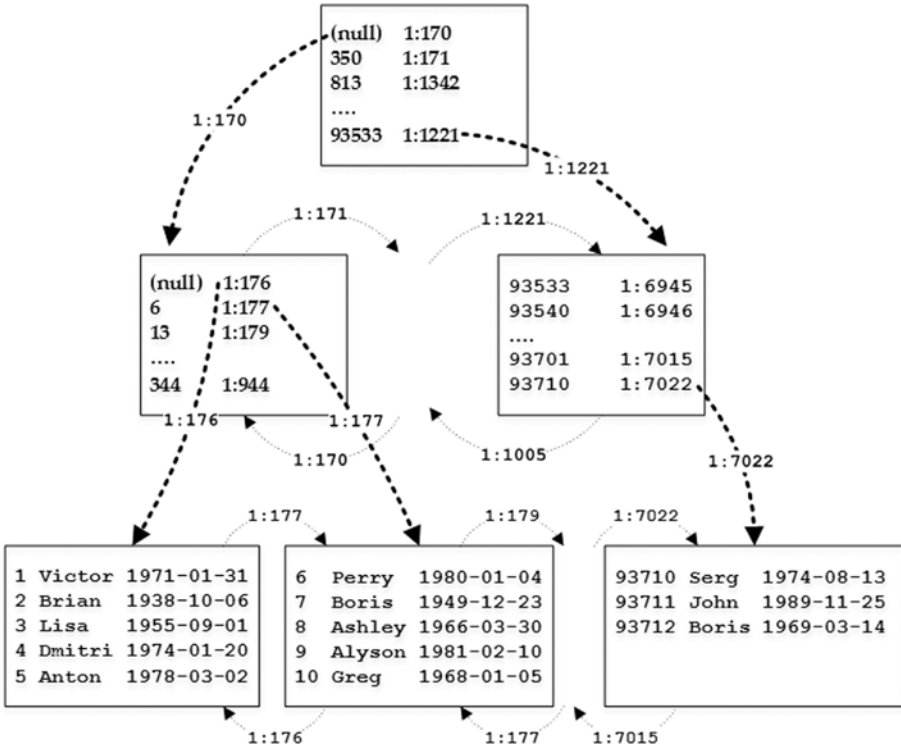 (null) 1:170
350 1:171
813 1:1342
....
93533 1:1221
1:170
1:1221
1:171
1:1221
(null) 1:176
6 1:177
13 1:179
....
344 1:944
93533 1:6945
93540 1:6946
....
93701 1:7015
93710 1:7022
1:176
1:177
1:170
1:1005
1:7022
1:177
1:179
1:7022
1 Victor 1971-01-31
2 Brian 1938-10-06
3 Lisa 1955-09-01
4 Dmitri 1974-01-20
5 Anton 1978-03-02
6 Perry 1980-01-04
7 Boris 1949-12-23
8 Ashley 1966-03-30
9 Alyson 1981-02-10
10 Greg 1968-01-05
93710 Serg 1974-08-13
93711 John 1989-11-25
93712 Boris 1969-03-14
1:176
1:177
1:7015